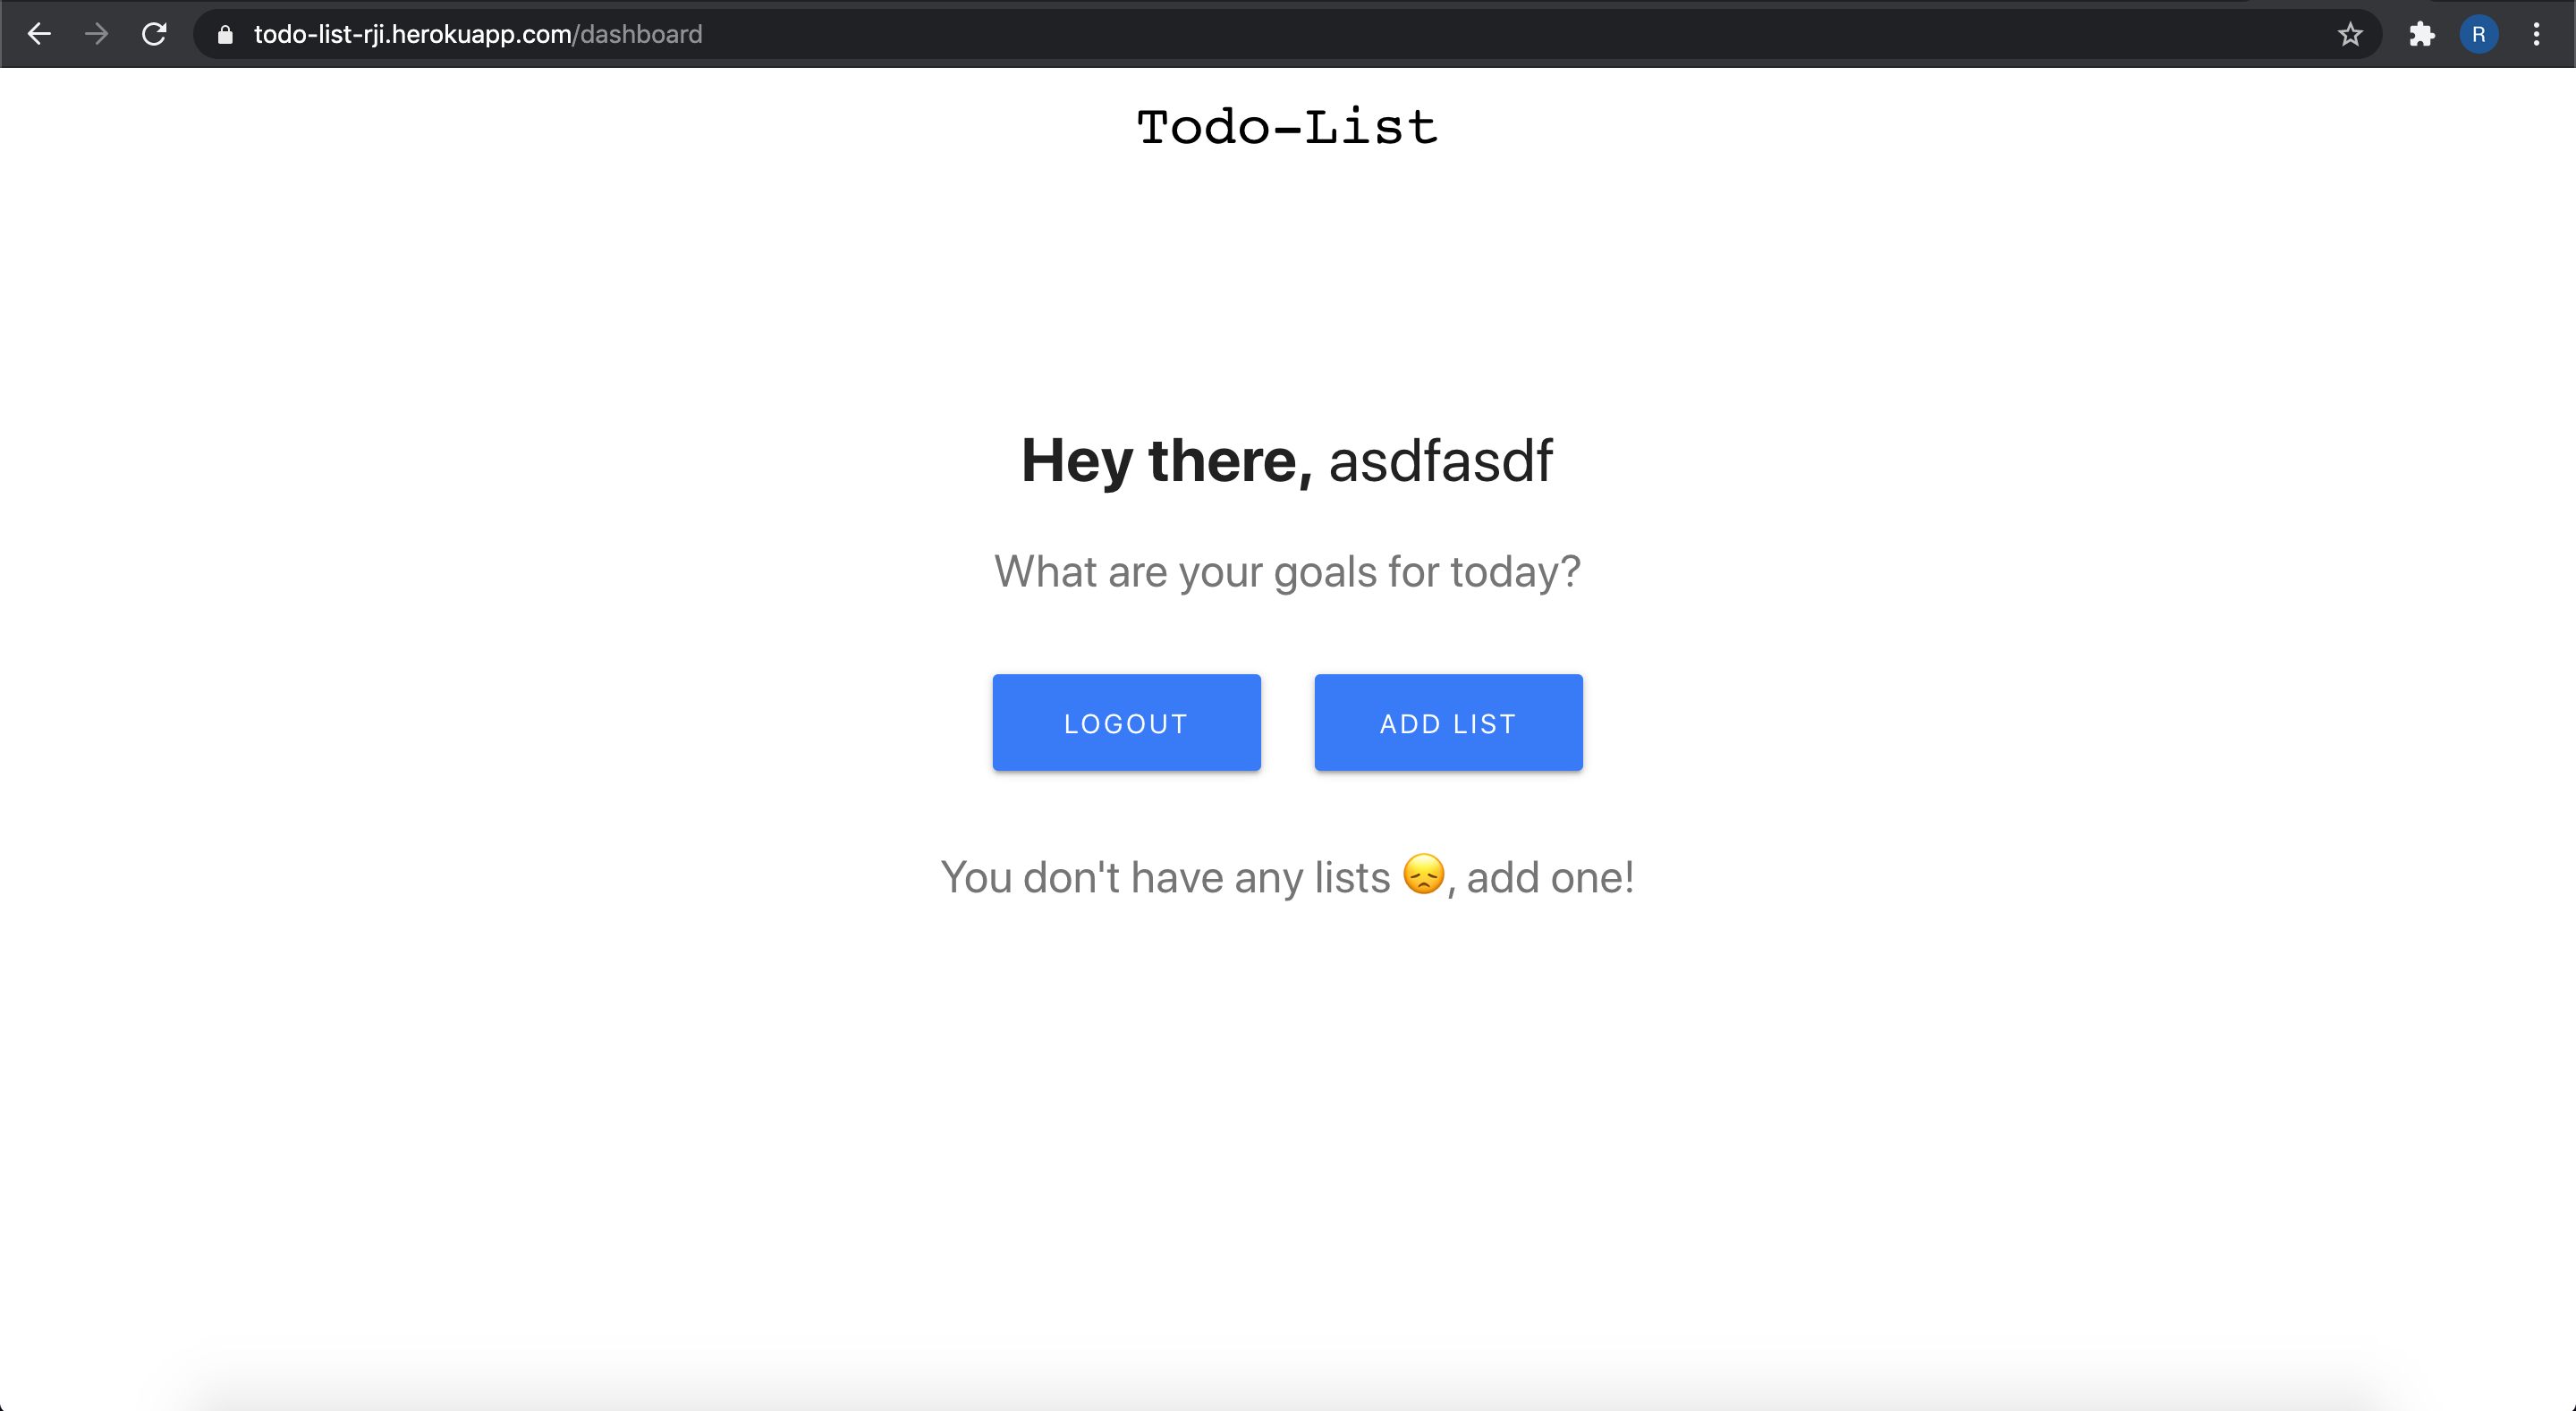 todo-list-rji.herokuapp.com/dashboard
R
Todo-List
Hey there, asdfasdf
What are your goals for today?
LOGOUT
ADD LIST
You don't have any lists 😞, add one!